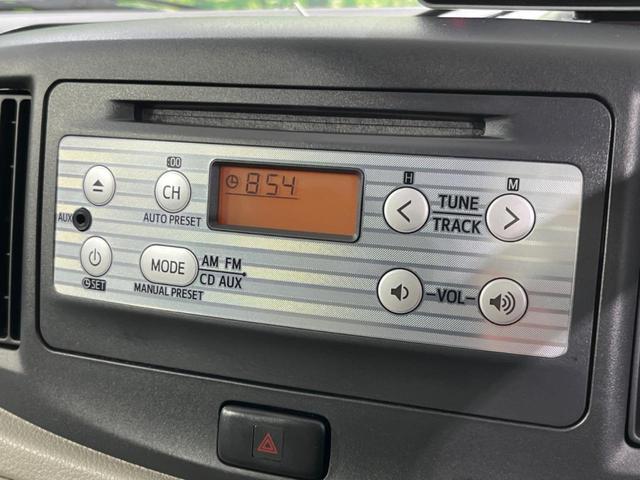 :00
H
M
8:54
CH
AUTO PRESET
TUNE
TRACK
AUX
MODE
AM FM
CD AUX
MANUAL PRESET
SET
-VOL-